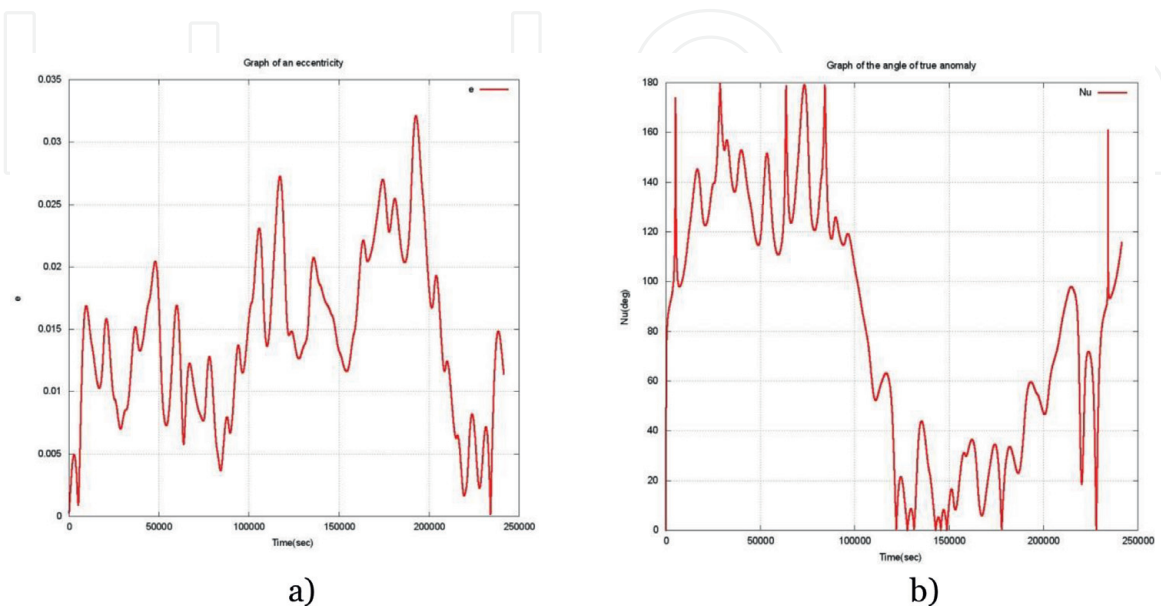 Graph of an eccentricity
0.035
0.03
0.025
0.02
0.015
0.01
0.005
0
e
e
0 50000 100000 150000 200000 250000
Time(sec)
a)
Graph of the angle of true anomaly
180
160
140
120
100
80
60
40
20
0
Nu(deg)
Nu
0 50000 100000 150000 200000 250000
Time(sec)
b)